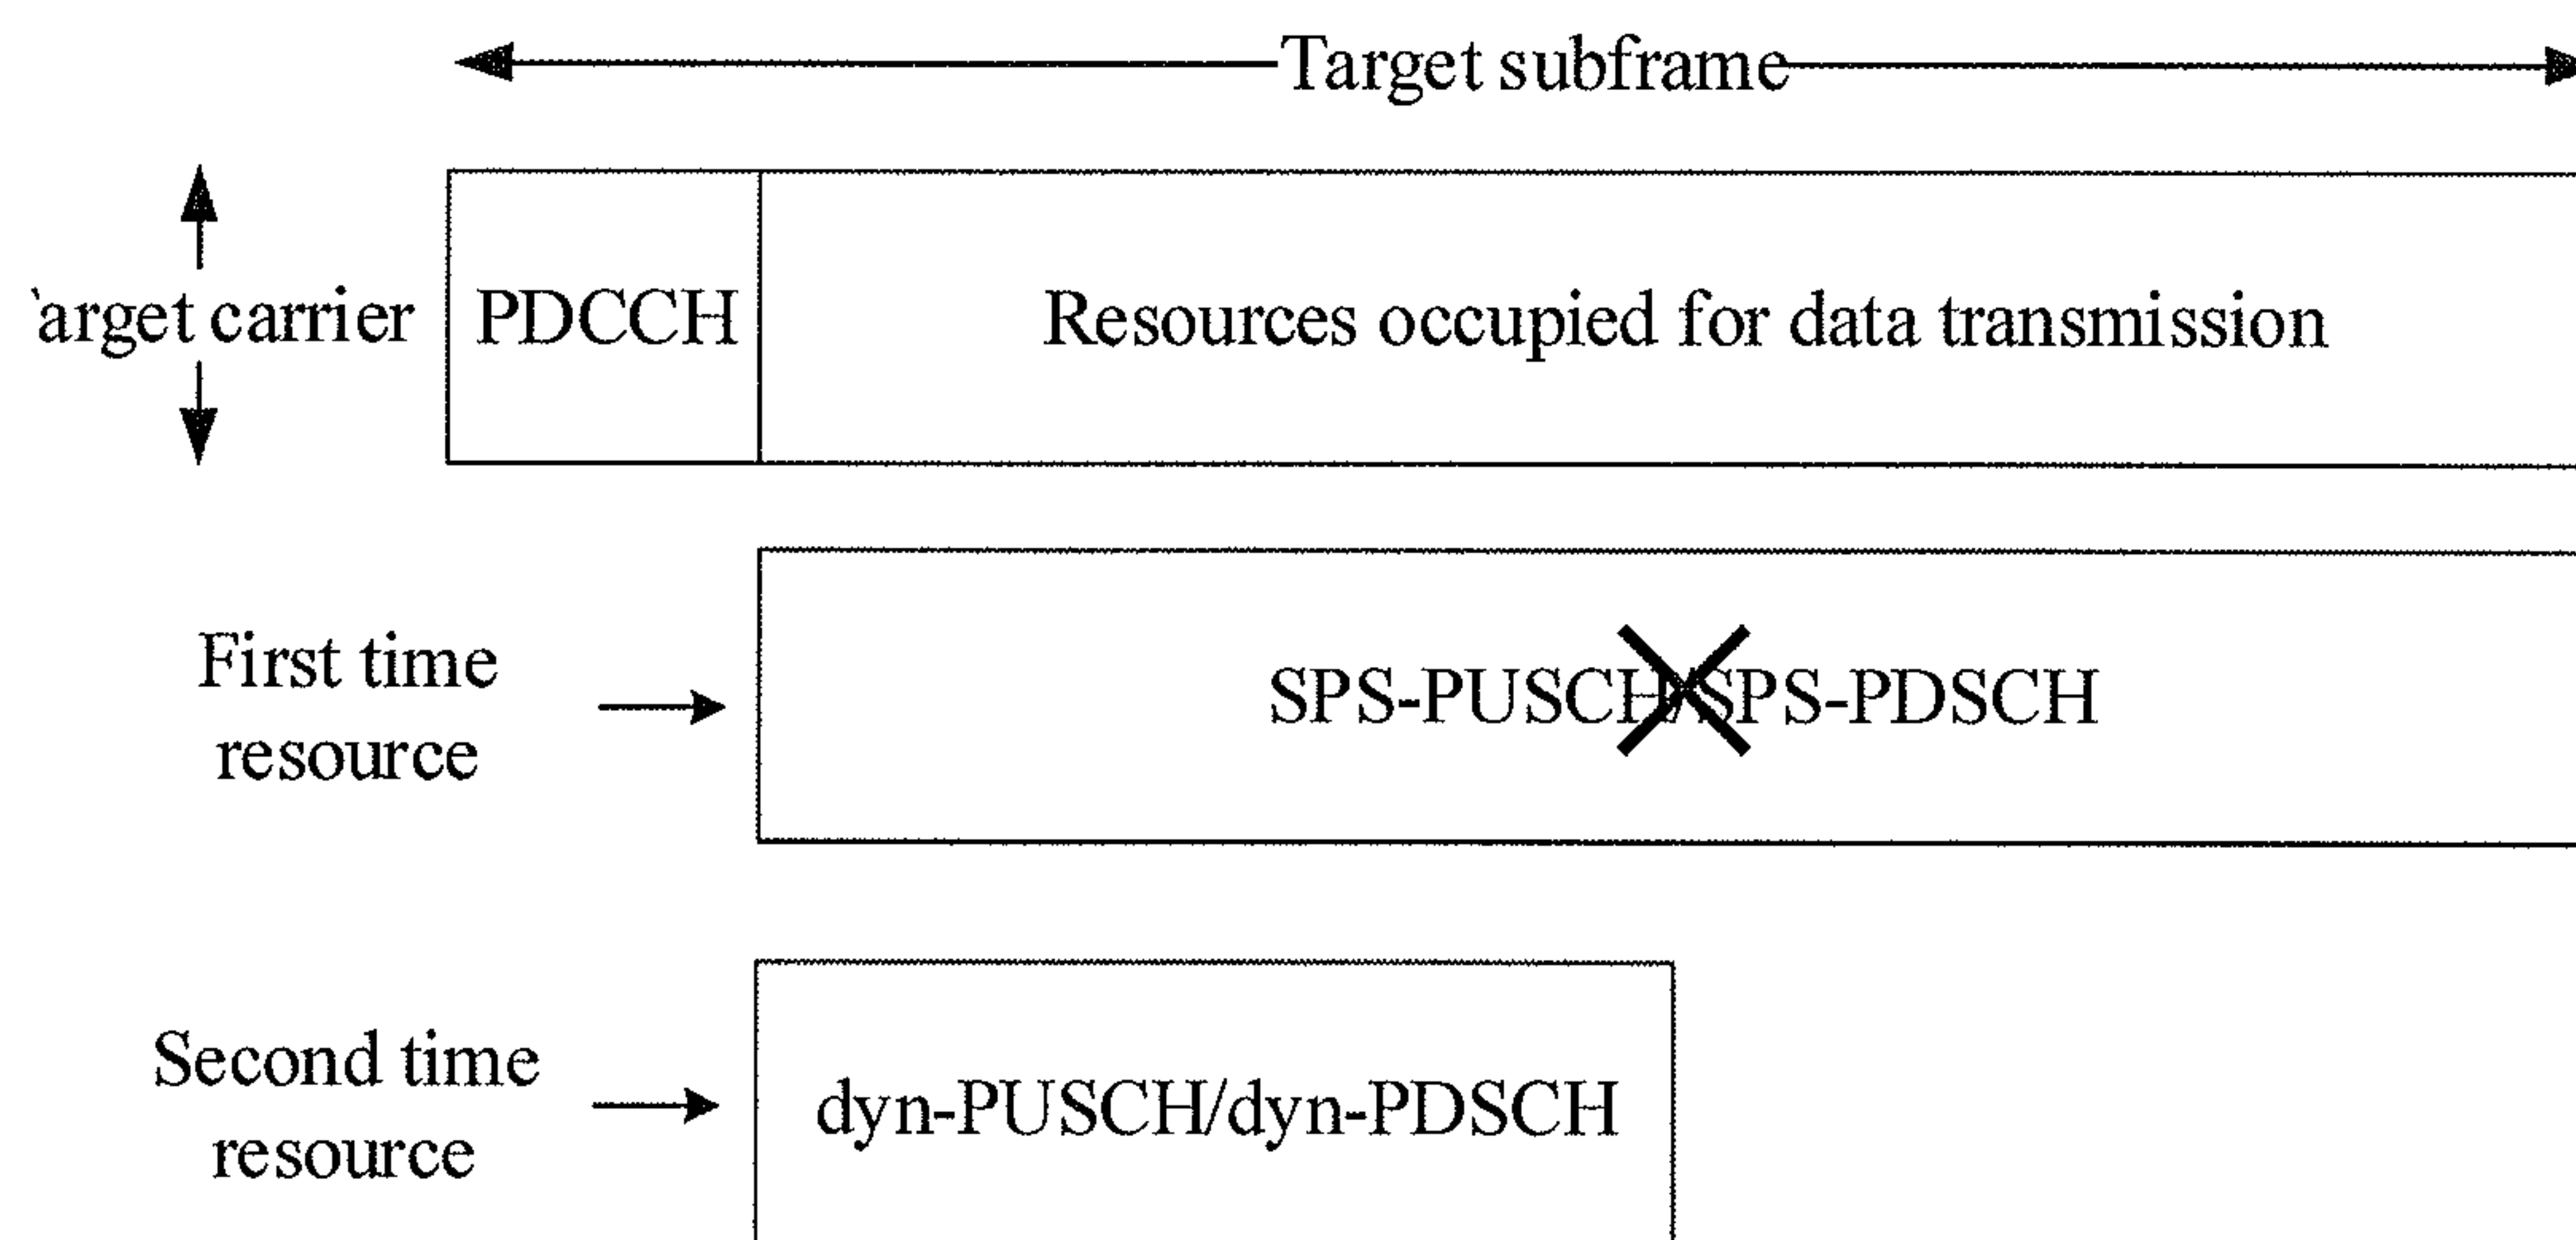 Target subframe
arget carrier
PDCCH
Resources occupied for data transmission
First time
resource
SPS-PUSCH/SPS-PDSCH
Second time
resource
dyn-PUSCH/dyn-PDSCH